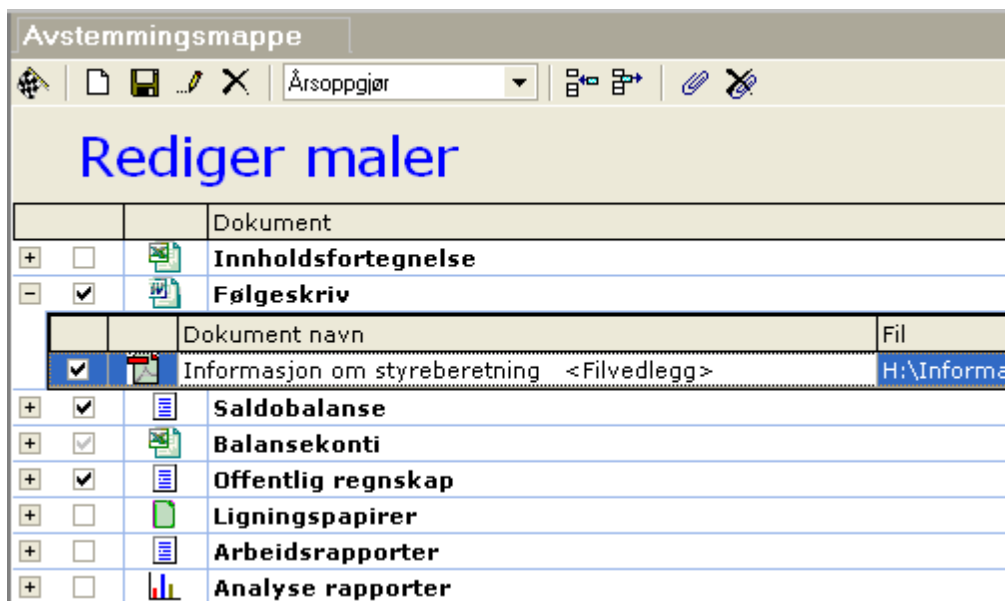 Avstemmingsmappe
Årsoppgjør
Rediger maler
Dokument
Innholdsfortegnelse
Følgeskriv
Dokument navn Fil
Informasjon om styreberetning <Filvedlegg> H:\Informa
Saldobalanse
Balansekonti
Offentlig regnskap
Ligningspapirer
Arbeidsrapporter
Analyse rapporter